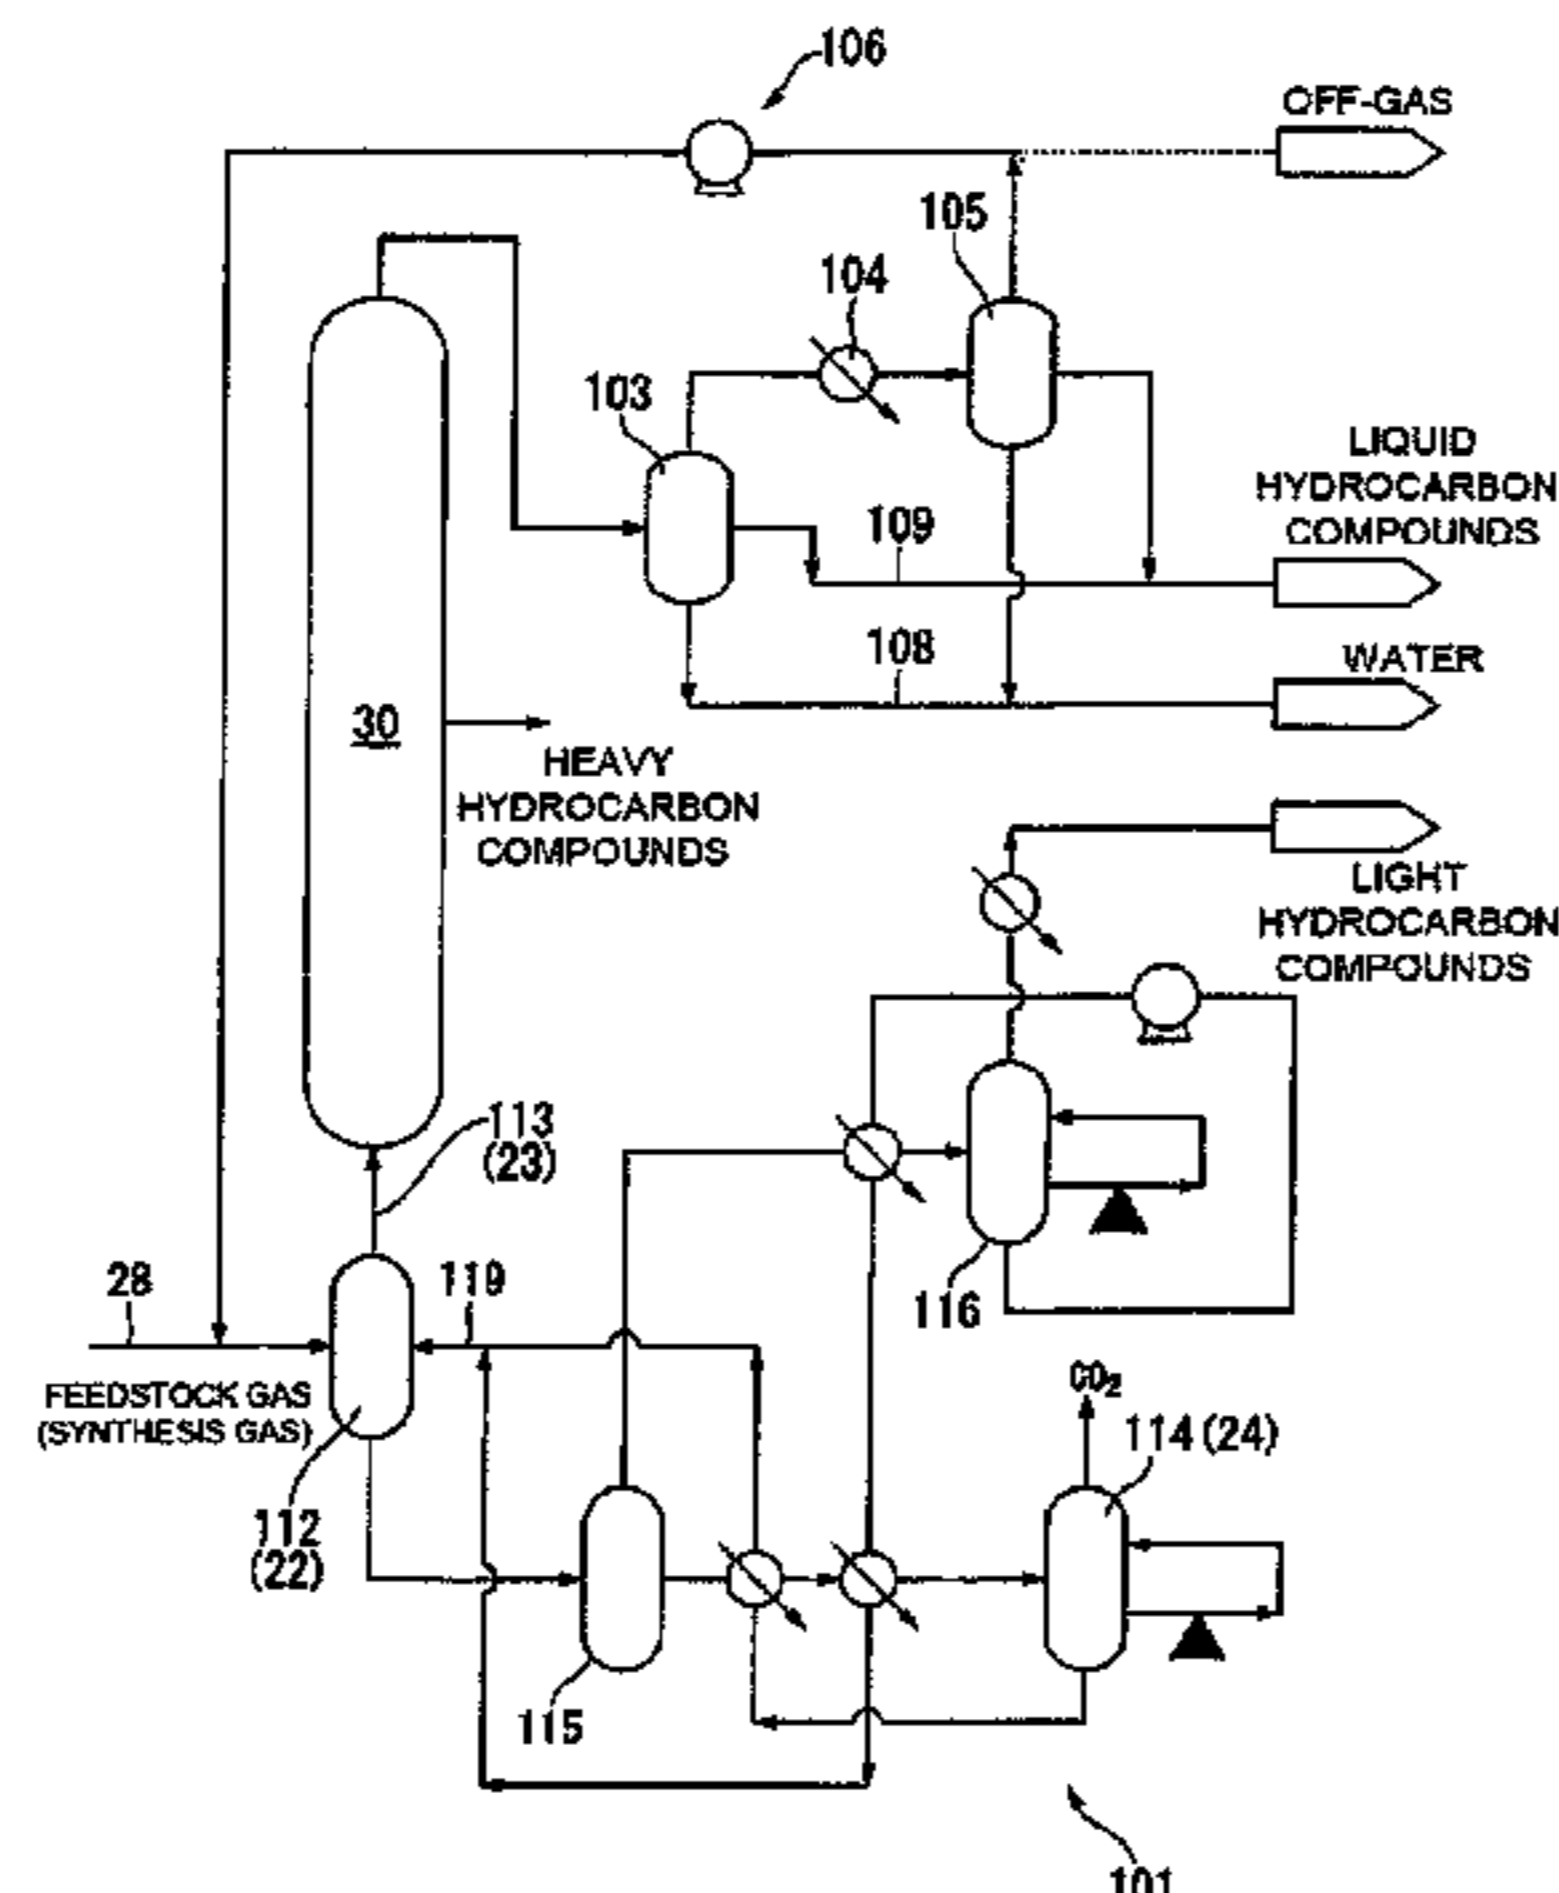 106
OFF-GAS
105
104
103
LIQUID
HYDROCARBON
COMPOUNDS
109
108
WATER
30
HEAVY
HYDROCARBON
COMPOUNDS
LIGHT
HYDROCARBON
COMPOUNDS
113
(23)
28
119
116
FEEDSTOCK GAS
(SYNTHESIS GAS)
CO₂
114 (24)
112
(22)
115
101